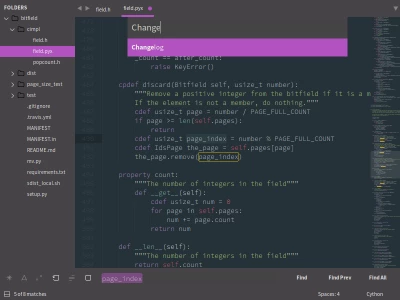 FOLDERS
bitfield
cimpl
field.h
field.pyx
popcount.h
dist
page_size_test
test
.gitignore
.travis.yml
MANIFEST
MANIFEST.in
README.md
mv.py
requirements.txt
sdist_local.sh
setup.py
field.h
field.pyx
Change
Changelog
_count == after_count:
raise KeyError()
cpdef discard(Bitfield self, usize_t number):
"""Remove a positive integer from the bitfield if it is a m
If the element is not a member, do nothing."""
cdef usize_t page = number / PAGE_FULL_COUNT
if page >= len(self.pages):
return
cdef usize_t page_index = number % PAGE_FULL_COUNT
cdef IdsPage the_page = self.pages[page]
the_page.remove(page_index)
property count:
"""The number of integers in the field"""
def __get__(self):
cdef usize_t num = 0
for page in self.pages:
num += page.count
return num
def __len__(self):
"""The number of integers in the field"""
return self.count
page_index
Find
Find Prev
Find All
5 of 8 matches
Spaces: 4
Cython